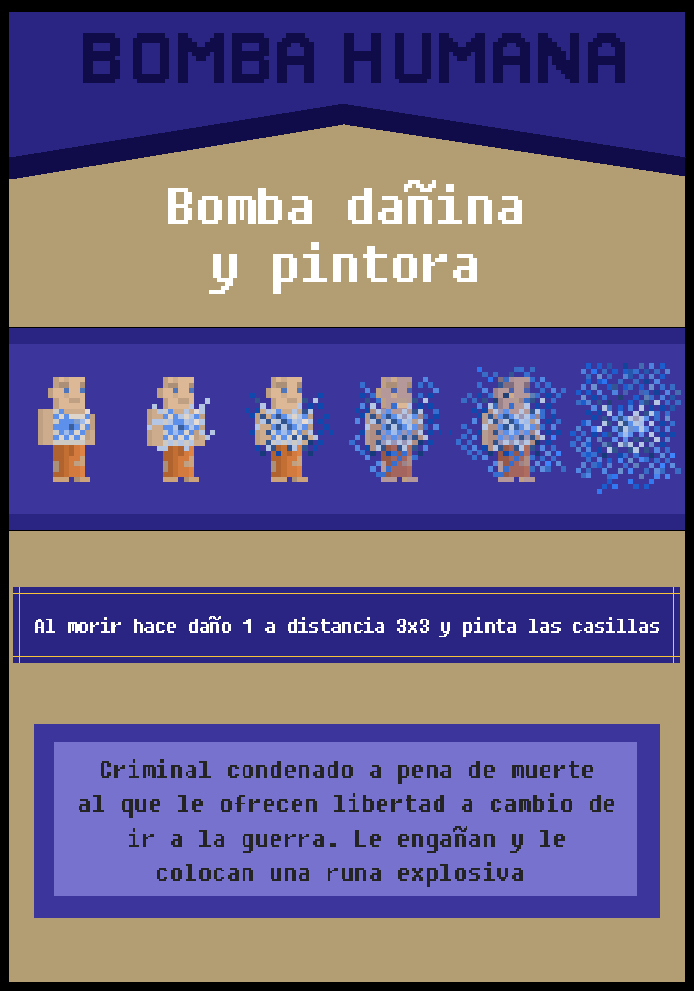 BOMBA HUMANA
Bomba dañina
y pintora
Al morir hace daño 1 a distancia 3x3 y pinta las casillas
Criminal condenado a pena de muerte
al que le ofrecen libertad a cambio de
ir a la guerra. Le engañan y le
colocan una runa explosiva